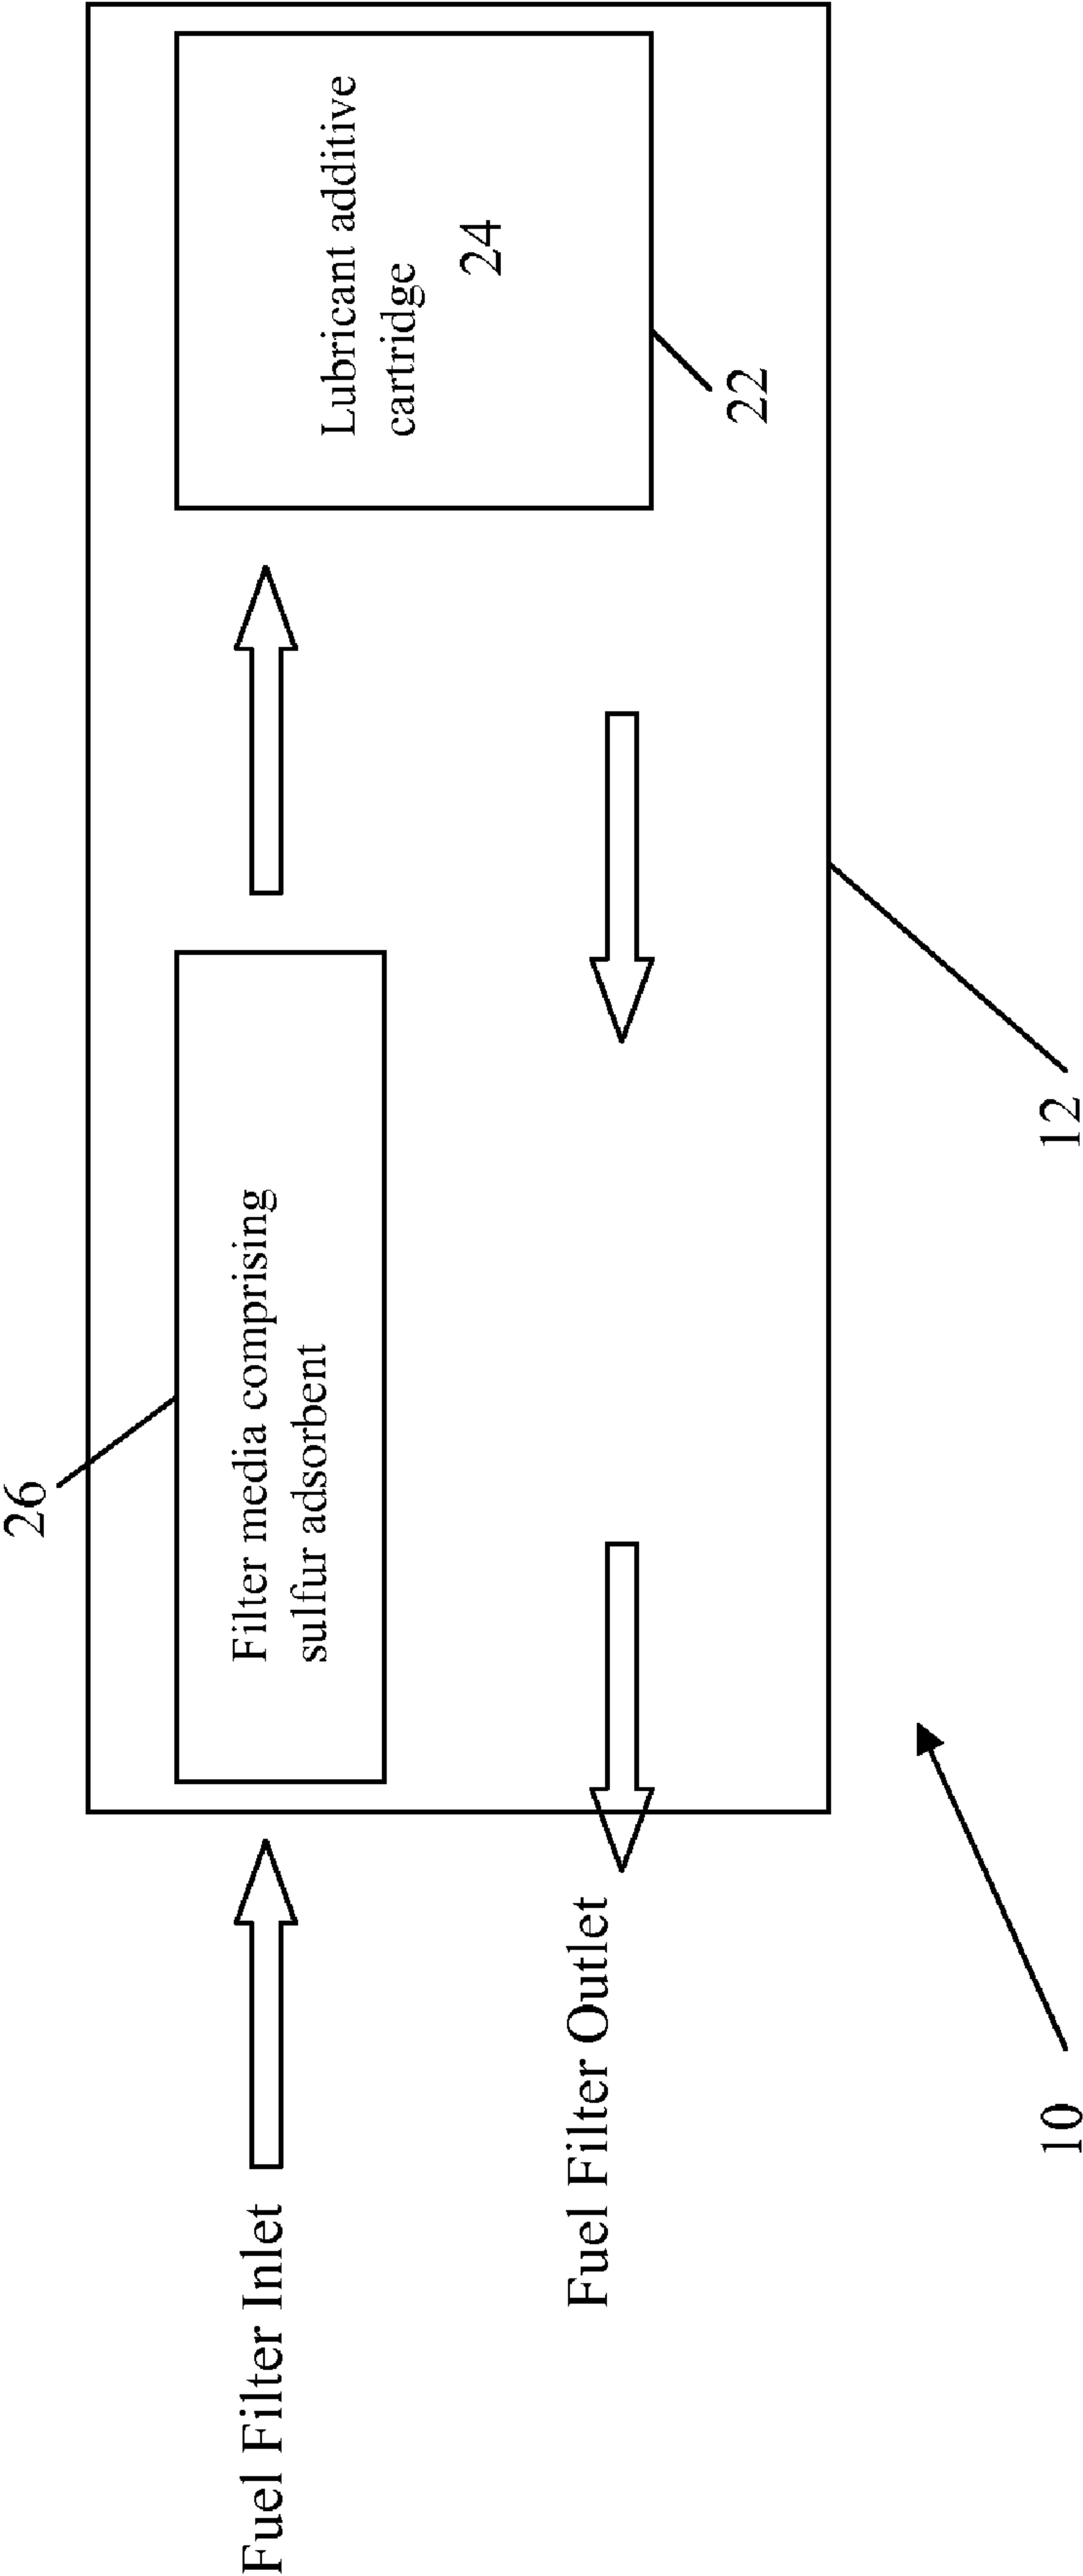 26
Fuel Filter Inlet
Filter media comprising
sulfur adsorbent
Lubricant additive
cartridge
24
22
Fuel Filter Outlet
12
10